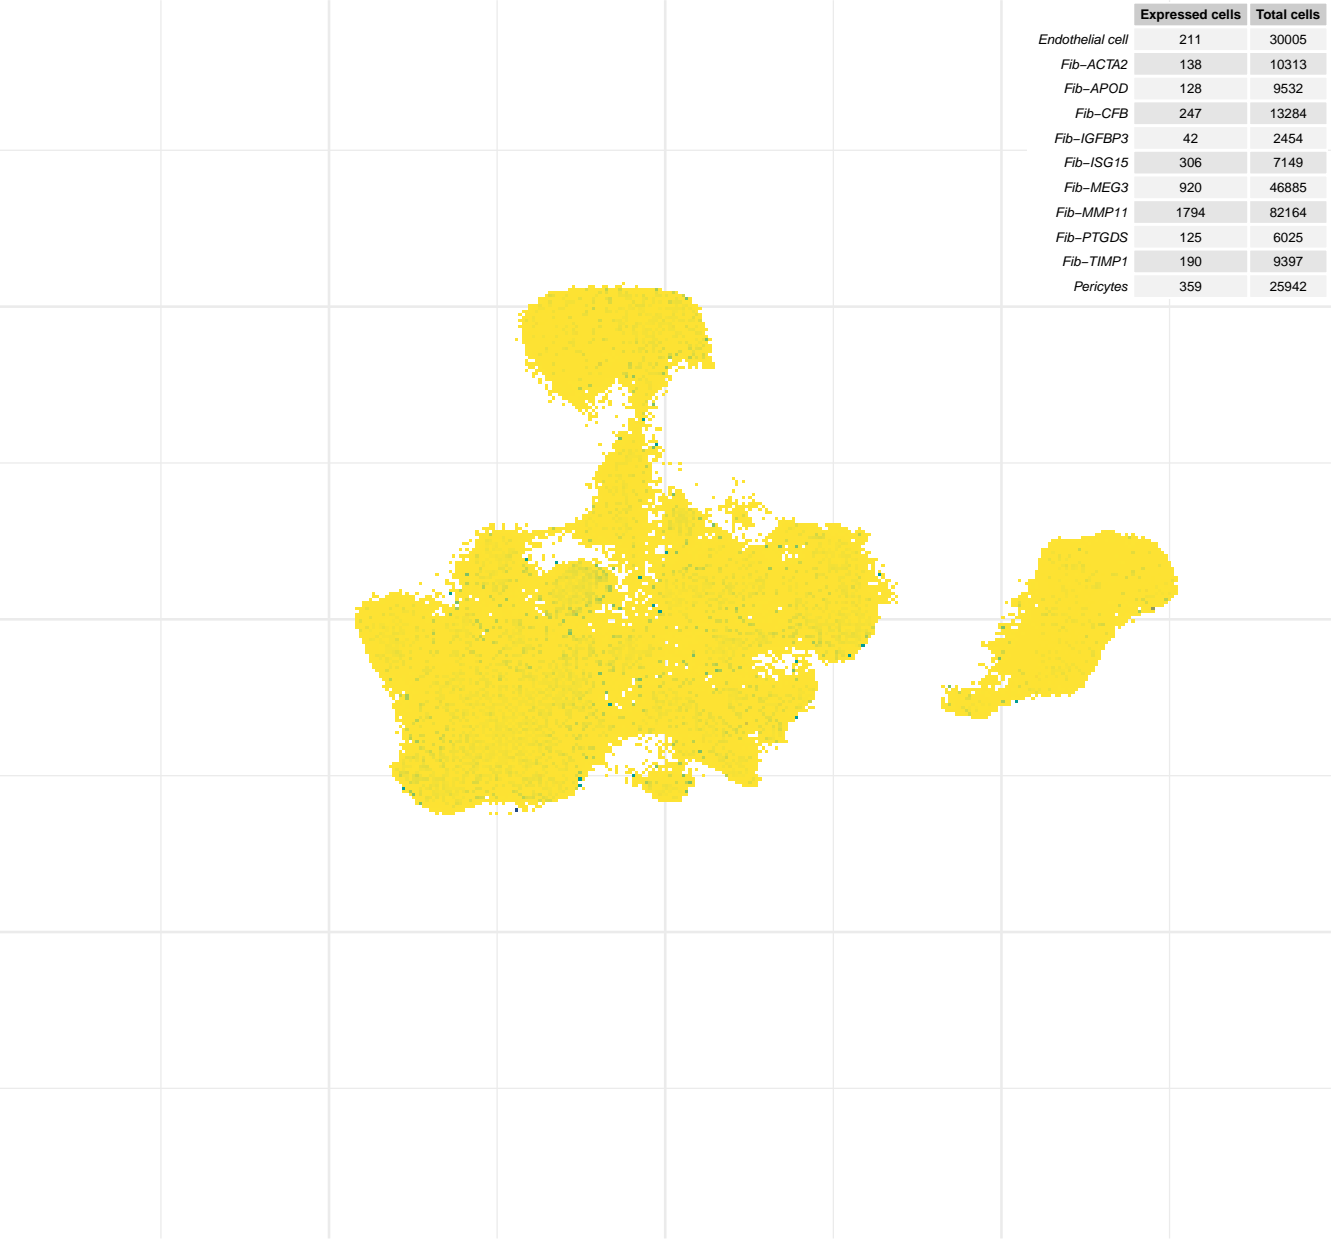 Expressed cells Total cells
Endothelial cell 211 30005
Fib−ACTA2 138 10313
Fib−APOD 128 9532
Fib−CFB 247 13284
Fib−IGFBP3 42 2454
Fib−ISG15 306 7149
Fib−MEG3 920 46885
Fib−MMP11 1794 82164
Fib−PTGDS 125 6025
Fib−TIMP1 190 9397
Pericytes 359 25942